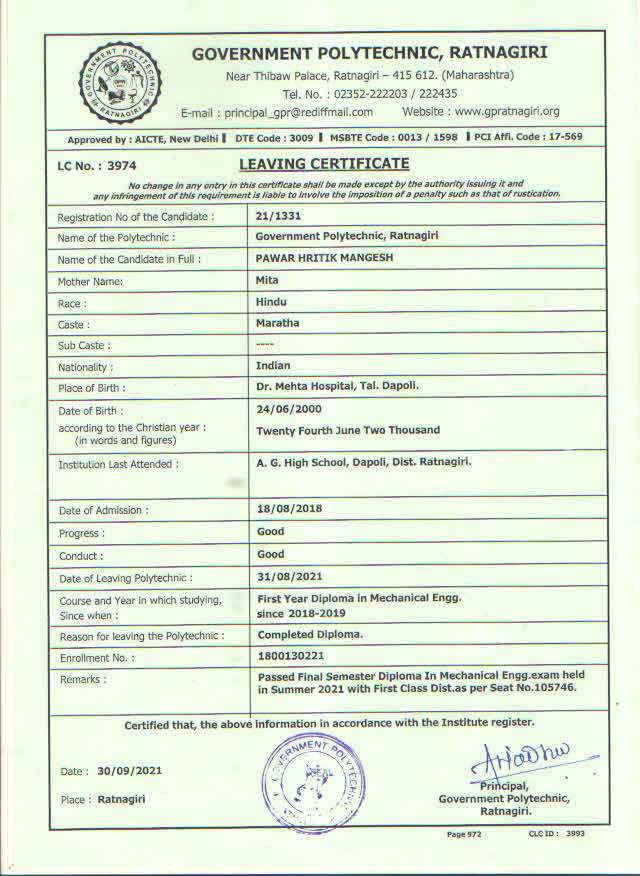 GOVERNMENT POLYTECHNIC
RATNAGIRI
GOVERNMENT POLYTECHNIC, RATNAGIRI
Near Thibaw Palace, Ratnagiri – 415 612. (Maharashtra)
Tel. No. : 02352-222203 / 222435
E-mail : principal_gpr@rediffmail.com Website : www.gpratnagiri.org
Approved by : AICTE, New Delhi | DTE Code : 3009 | MSBTE Code : 0013 / 1598 | PCI Affi. Code : 17-569
LC No. : 3974 LEAVING CERTIFICATE
No change in any entry in this certificate shall be made except by the authority issuing it and
any infringement of this requirement is liable to involve the imposition of a penalty such as that of rustication.
Registration No of the Candidate : 21/1331
Name of the Polytechnic : Government Polytechnic, Ratnagiri
Name of the Candidate in Full : PAWAR HRITIK MANGESH
Mother Name: Mita
Race : Hindu
Caste : Maratha
Sub Caste : ----
Nationality : Indian
Place of Birth : Dr. Mehta Hospital, Tal. Dapoli.
Date of Birth : 24/06/2000
according to the Christian year : Twenty Fourth June Two Thousand
(in words and figures)
Institution Last Attended : A. G. High School, Dapoli, Dist. Ratnagiri.
Date of Admission : 18/08/2018
Progress : Good
Conduct : Good
Date of Leaving Polytechnic : 31/08/2021
Course and Year in which studying, First Year Diploma in Mechanical Engg.
Since when : since 2018-2019
Reason for leaving the Polytechnic : Completed Diploma.
Enrollment No. : 1800130221
Remarks : Passed Final Semester Diploma In Mechanical Engg.exam held
in Summer 2021 with First Class Dist.as per Seat No.105746.
Certified that, the above information in accordance with the Institute register.
GOVERNMENT POLYTECHNIC
Date : 30/09/2021
Principal,
Place : Ratnagiri Government Polytechnic,
Ratnagiri.
Page 972 CLC ID : 3993